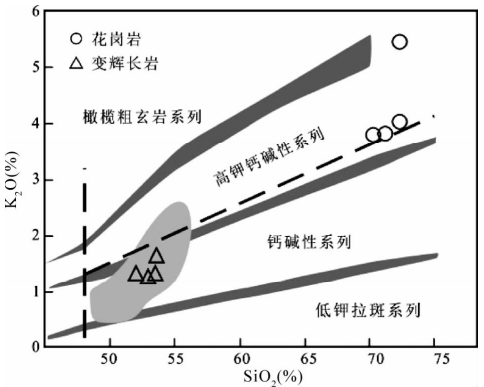 6
5
4
3
2
1
0
K₂O(%)
花岗岩
变辉长岩
橄榄粗玄岩系列
高钾钙碱性系列
钙碱性系列
低钾拉斑系列
50 55 60 65 70 75
SiO₂(%)